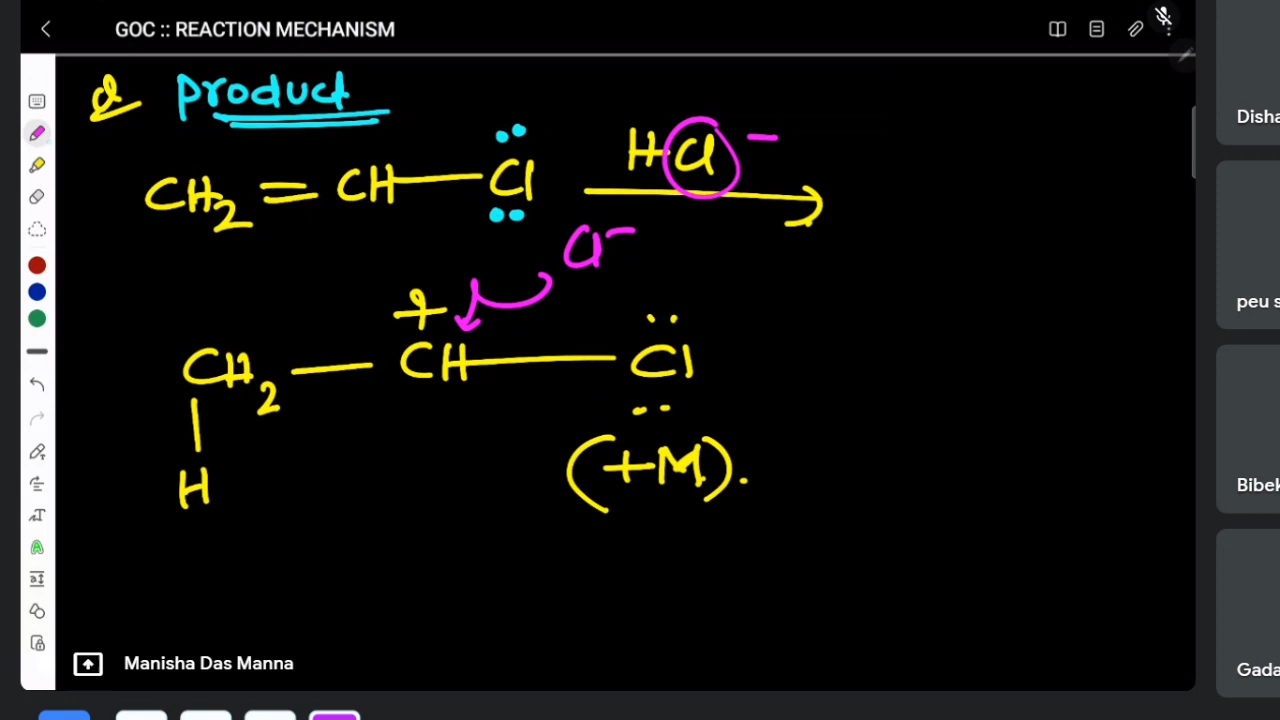 GOC :: REACTION MECHANISM
Q Product
CH2 = CH — Cl
HCl −
Cl−
+
CH2 — CH — Cl
H
(+M).
Manisha Das Manna
Disha
peu s
Bibek
Gada